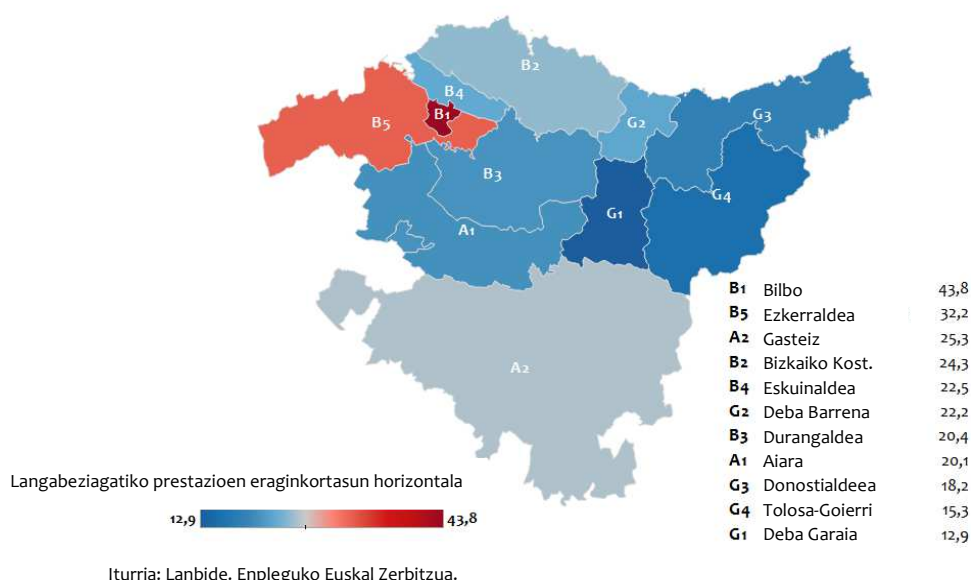 B2
B4
B1
B5
G2
G3
B3
G4
G1
A1
A2
B1 Bilbo 43,8
B5 Ezkerraldea 32,2
A2 Gasteiz 25,3
B2 Bizkaiko Kost. 24,3
B4 Eskuinaldea 22,5
G2 Deba Barrena 22,2
B3 Durangaldea 20,4
A1 Aiara 20,1
G3 Donostialdeea 18,2
G4 Tolosa-Goierri 15,3
G1 Deba Garaia 12,9
Langabeziagatiko prestazioen eraginkortasun horizontala
12,9 43,8
Iturria: Lanbide. Enpleguko Euskal Zerbitzua.